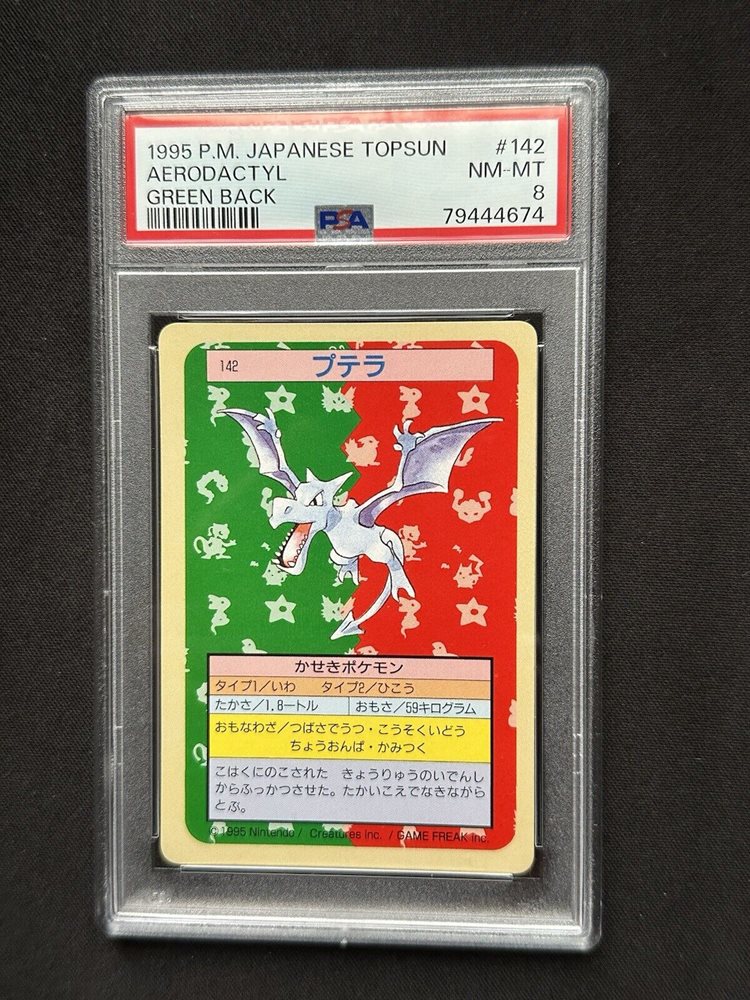 1995 P.M. JAPANESE TOPSUN #142
AERODACTYL NM-MT
GREEN BACK 8
PSA 79444674
142 プテラ
かせきポケモン
タイプ1/いわ タイプ2/ひこう
たかさ/1.8ートル おもさ/59キログラム
おもなわざ/つばさでうつ・こうそくいどう
ちょうおんぱ・かみつく
こはくにのこされた きょうりゅうのいでんし
からふっかつさせた。たかいこえでなきながら
とぶ。
©1995 Nintendo / Creatures inc. / GAME FREAK inc.